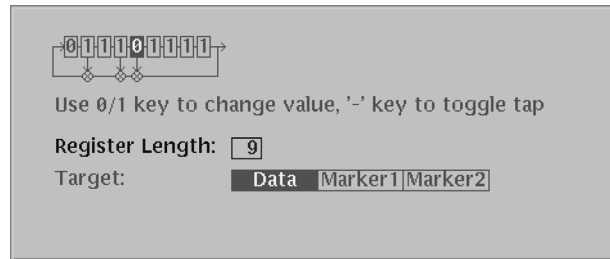 011101111
Use 0/1 key to change value, '-' key to toggle tap
Register Length: 9
Target: Data Marker1 Marker2